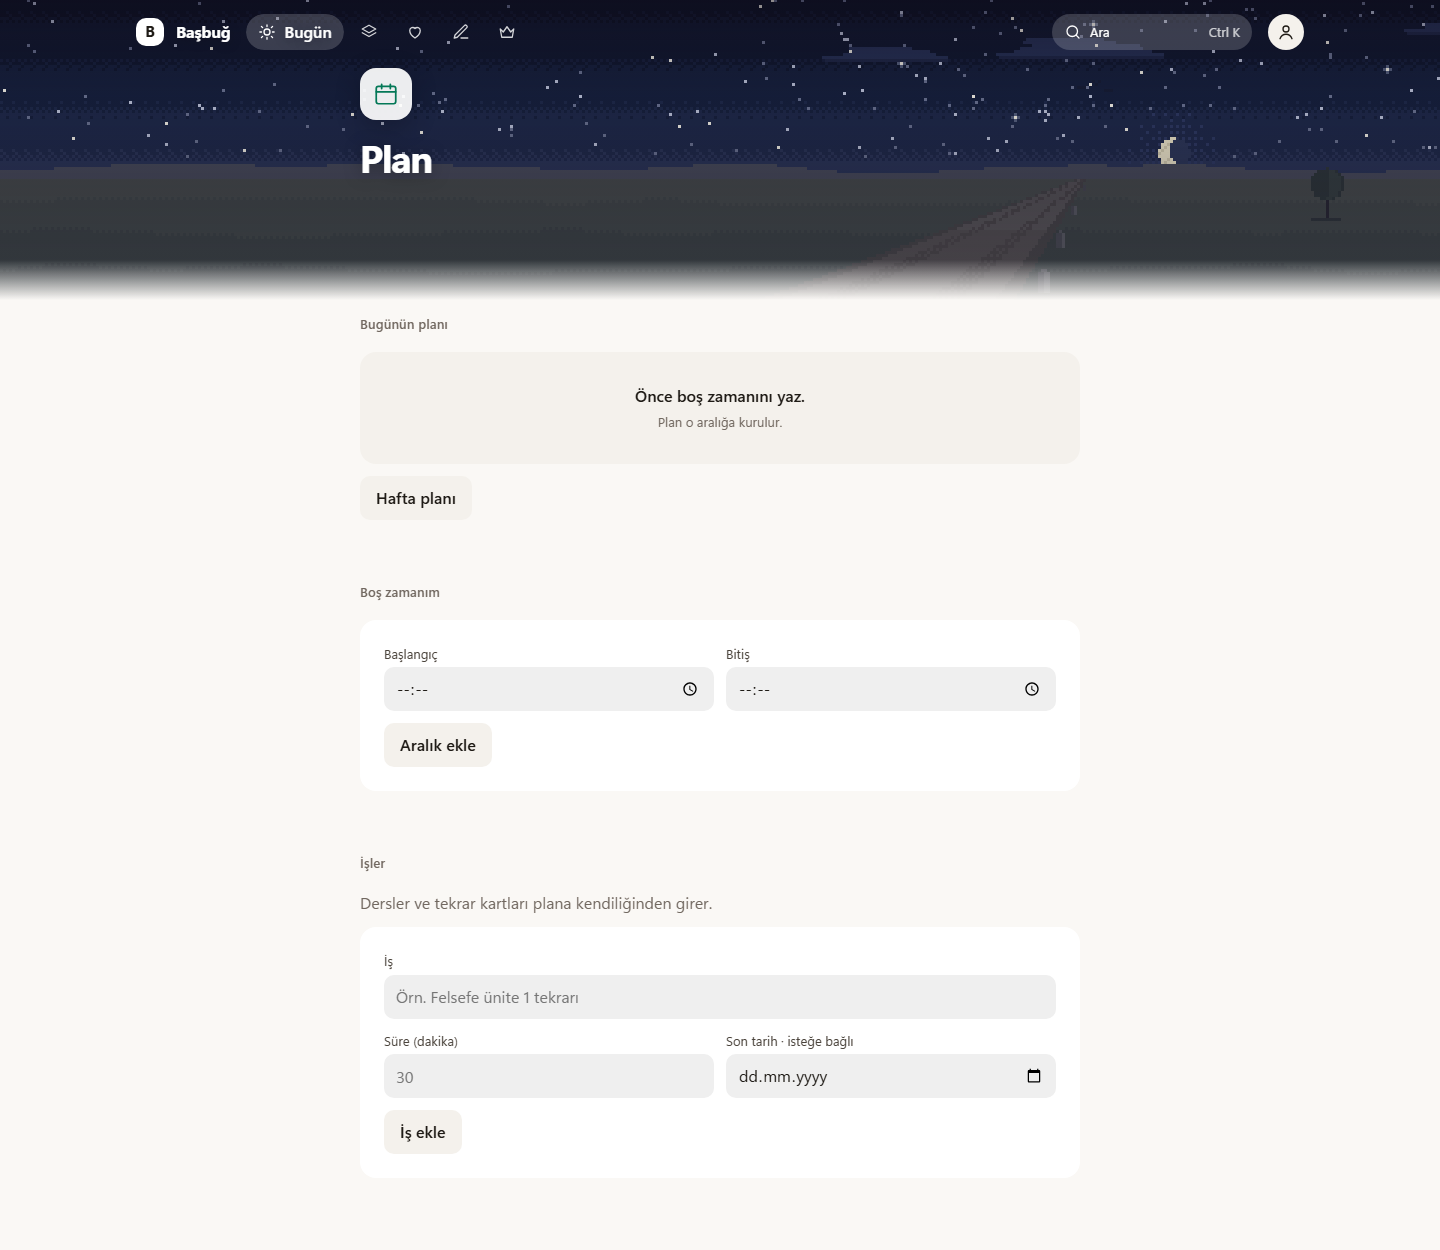 B Başbuğ Bugün Ara Ctrl K
Plan
Bugünün planı
Önce boş zamanını yaz.
Plan o aralığa kurulur.
Hafta planı
Boş zamanım
Başlangıç Bitiş
--:-- --:--
Aralık ekle
İşler
Dersler ve tekrar kartları plana kendiliğinden girer.
İş
Örn. Felsefe ünite 1 tekrarı
Süre (dakika) Son tarih · isteğe bağlı
30 dd.mm.yyyy
İş ekle